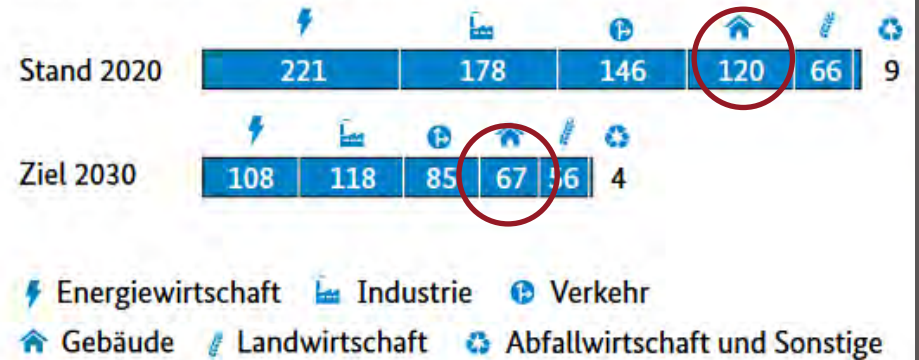 Stand 2020 221 178 146 120 66 9
Ziel 2030 108 118 85 67 56 4
Energiewirtschaft Industrie Verkehr
Gebäude Landwirtschaft Abfallwirtschaft und Sonstige